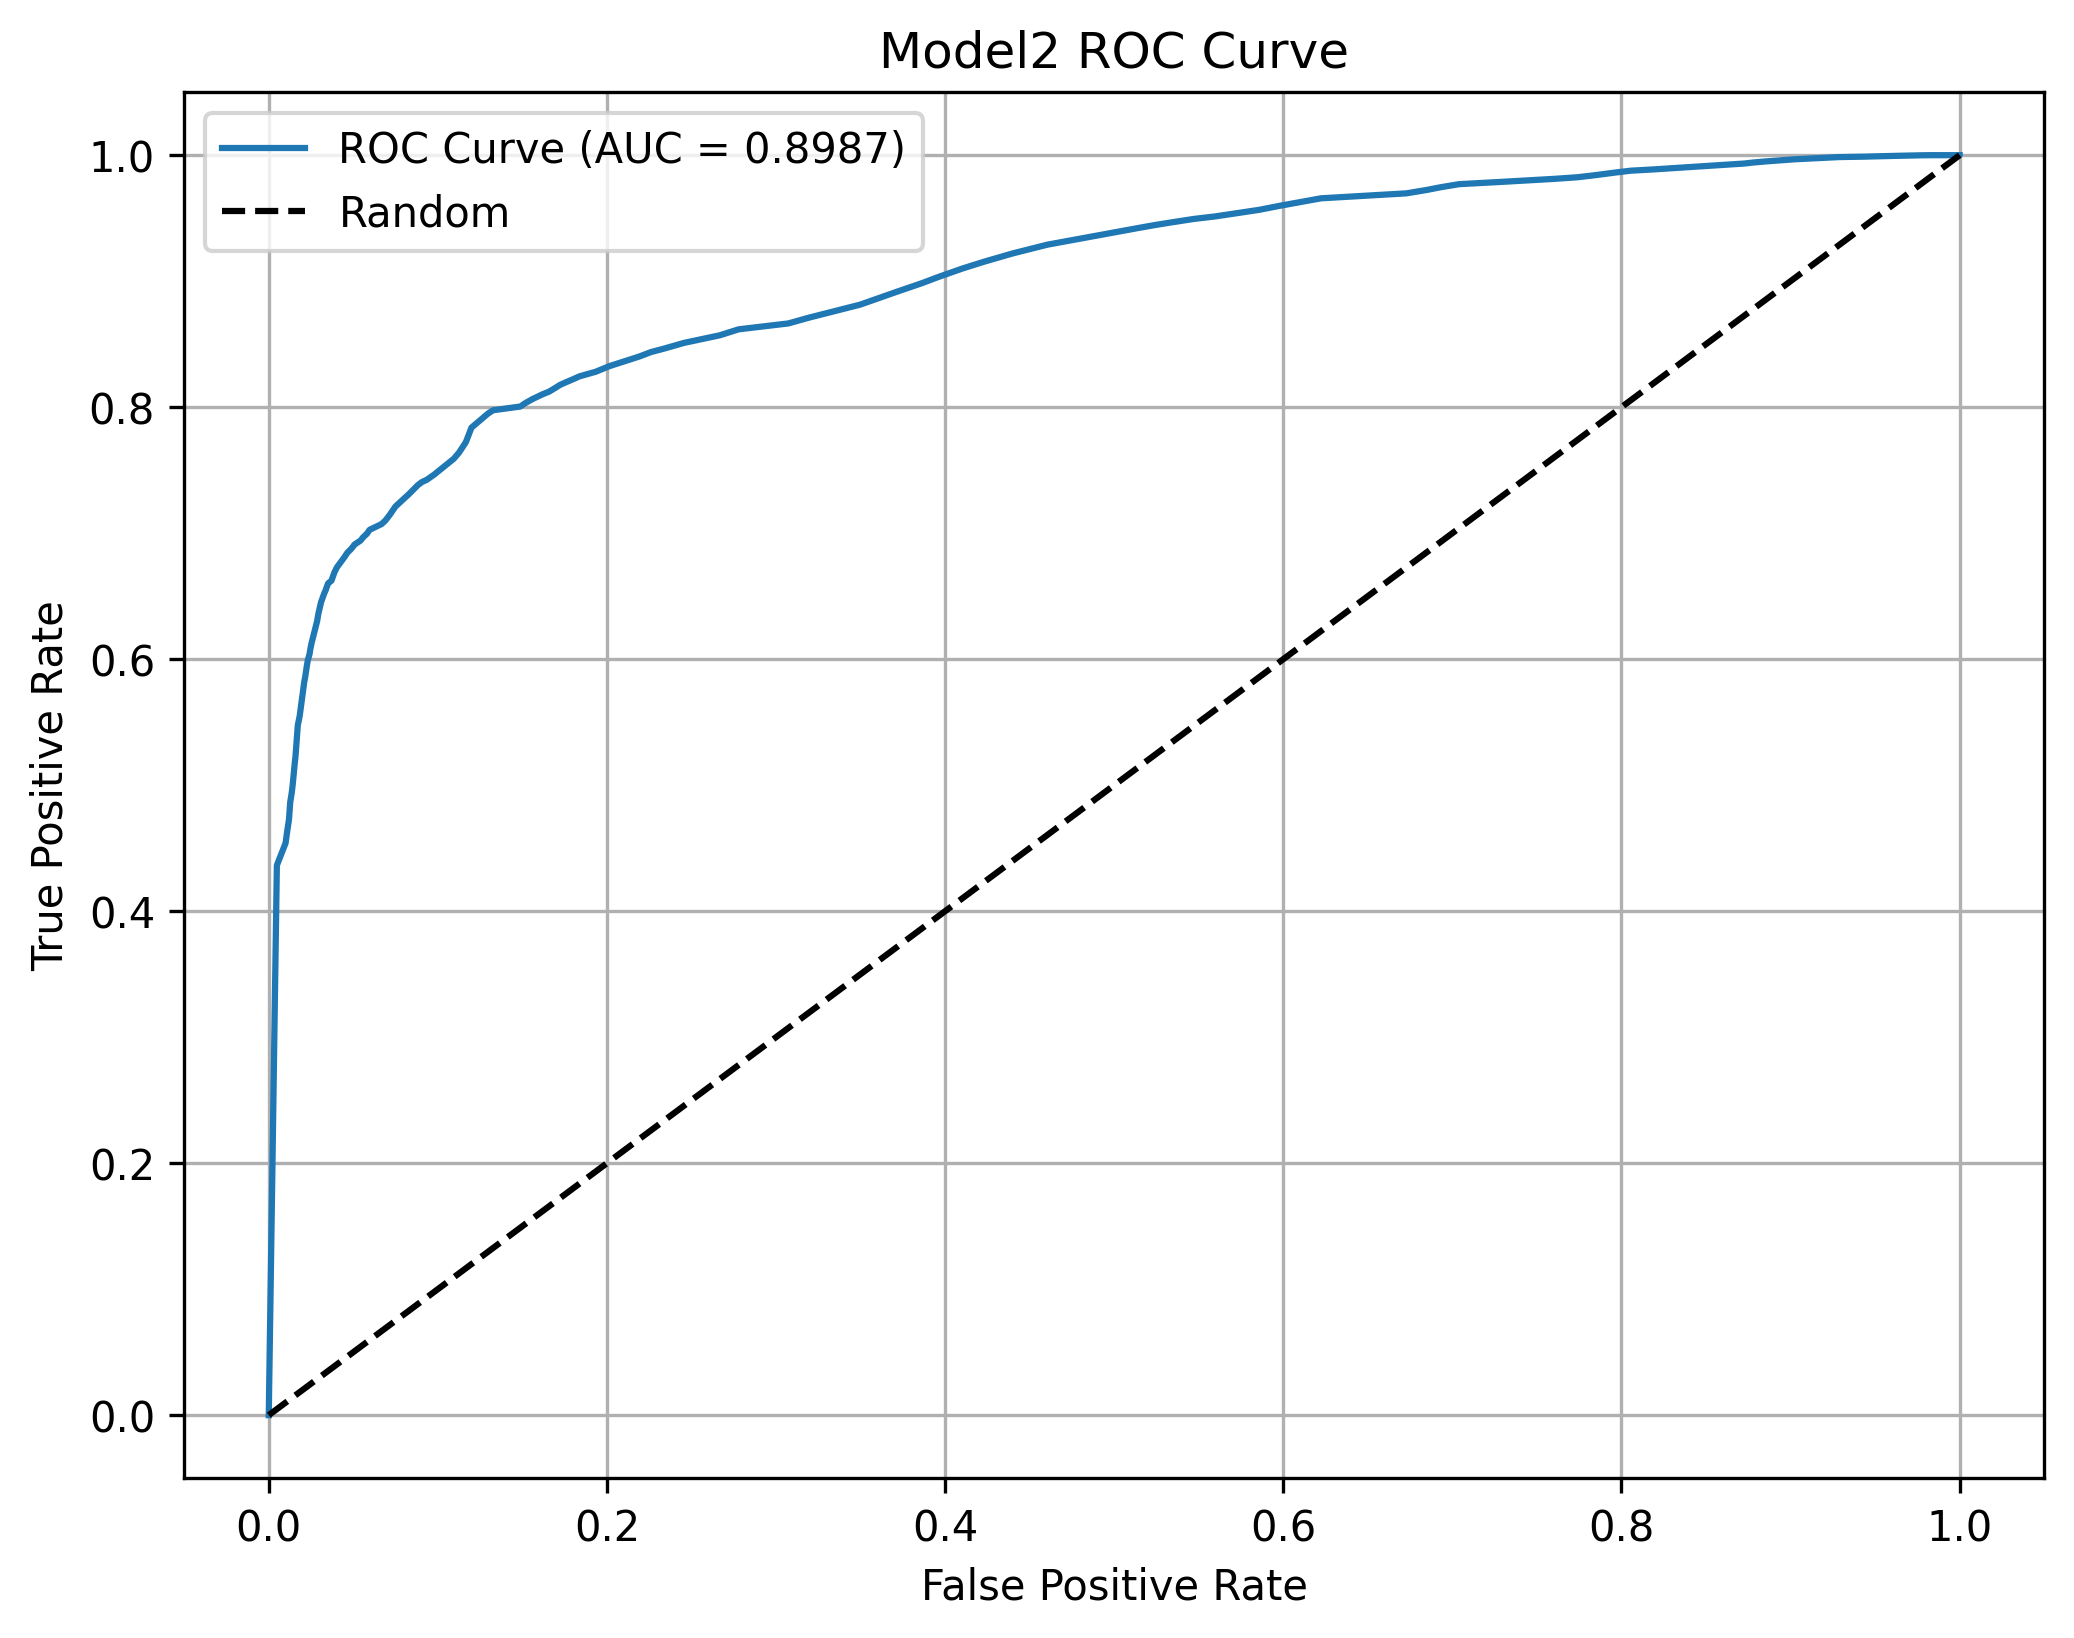 Model2 ROC Curve
ROC Curve (AUC = 0.8987)
Random
True Positive Rate
1.0
0.8
0.6
0.4
0.2
0.0
0.0 0.2 0.4 0.6 0.8 1.0
False Positive Rate